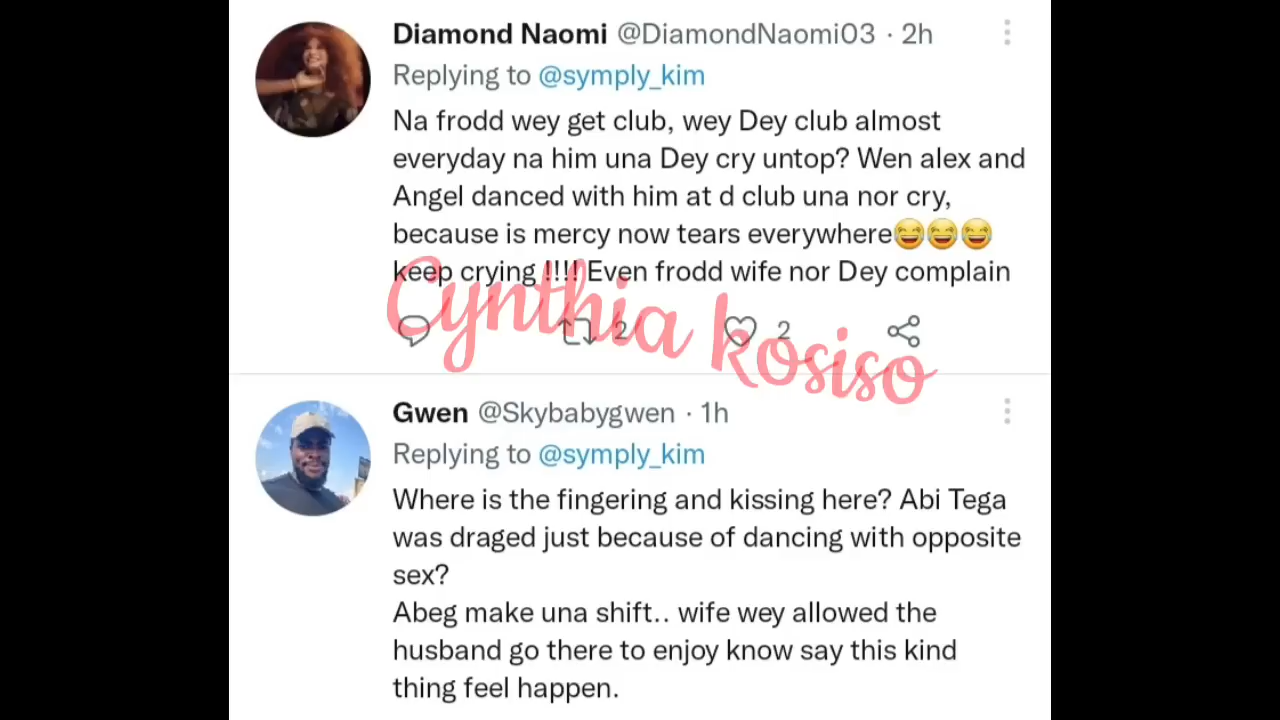 Diamond Naomi @DiamondNaomi03 · 2h
Replying to @symply_kim
Na frodd wey get club, wey Dey club almost
everyday na him una Dey cry untop? Wen alex and
Angel danced with him at d club una nor cry,
because is mercy now tears everywhere😂😂😂
keep crying !!!! Even frodd wife nor Dey complain
2 2
Cynthia kosiso
Gwen @Skybabygwen · 1h
Replying to @symply_kim
Where is the fingering and kissing here? Abi Tega
was draged just because of dancing with opposite
sex?
Abeg make una shift.. wife wey allowed the
husband go there to enjoy know say this kind
thing feel happen.